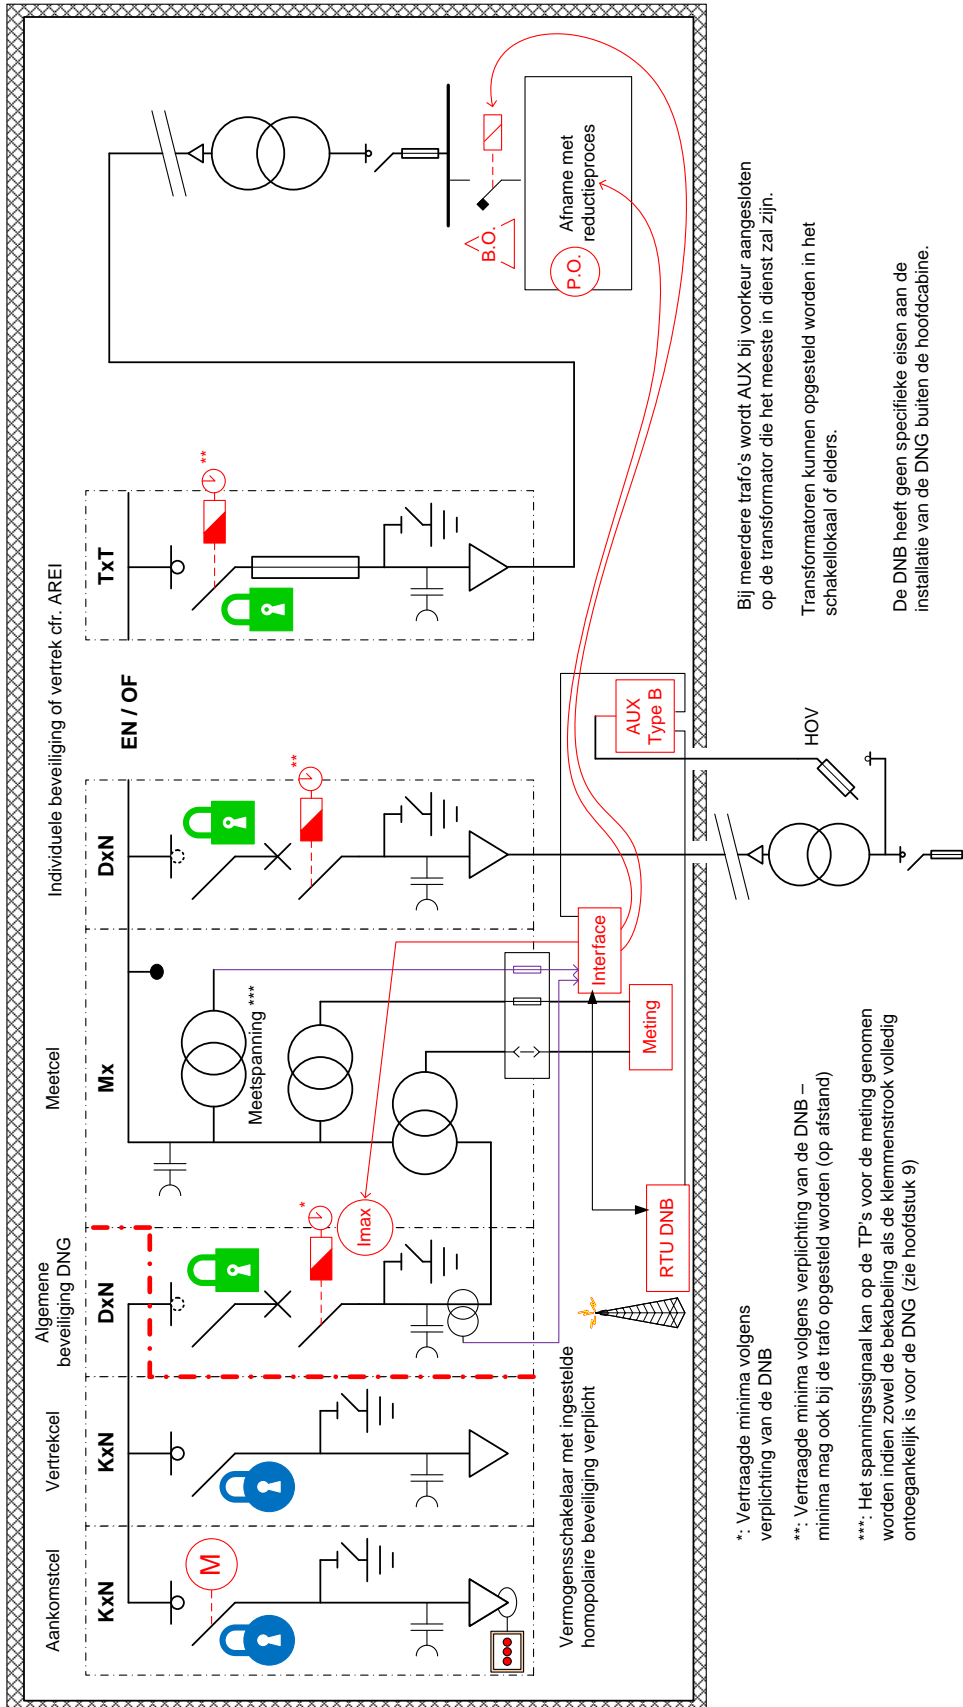 Aankomstcel
Vertrekcel
Algemene
beveiliging DNG
Meetcel
Individuele beveiliging of vertrek cfr. AREI
KxN
KxN
DxN
Mx
DxN
EN / OF
TxT
M
*
Imax
Meetspanning ***
**
**
B.O.
P.O.
Afname met
reductieproces
Vermogensschakelaar met ingestelde
homopolaire beveiliging verplicht
RTU DNB
Meting
Interface
AUX
Type B
HOV
*: Vertraagde minima volgens
verplichting van de DNB
**: Vertraagde minima volgens verplichting van de DNB –
minima mag ook bij de trafo opgesteld worden (op afstand)
***: Het spanningssignaal kan op de TP's voor de meting genomen
worden indien zowel de bekabeling als de klemmenstrook volledig
ontoegankelijk is voor de DNG (zie hoofdstuk 9)
Bij meerdere trafo's wordt AUX bij voorkeur aangesloten
op de transformator die het meeste in dienst zal zijn.
Transformatoren kunnen opgesteld worden in het
schakellokaal of elders.
De DNB heeft geen specifieke eisen aan de
installatie van de DNG buiten de hoofdcabine.